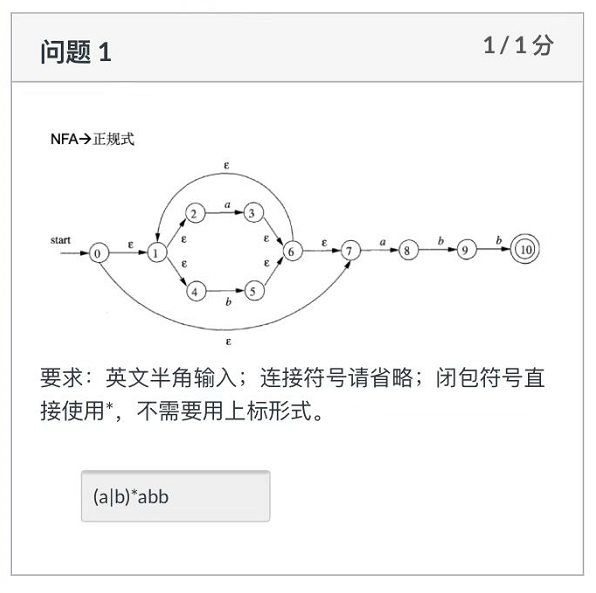 问题 1
1 / 1 分
NFA→正规式
ε
2 a 3
start 0 ε 1 ε ε 6 ε 7 a 8 b 9 b 10
ε ε
4 b 5
ε
要求：英文半角输入；连接符号请省略；闭包符号直
接使用*，不需要用上标形式。
(a|b)*abb